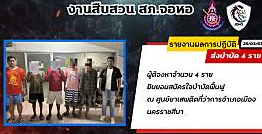 งานสืบสวน สภ.จอหอ
รายงานผลการปฏิบัติ
ส่งบำบัด 4 ราย
ผู้ต้องหาจำนวน 4 ราย
ยินยอมสมัครใจบำบัดฟื้นฟู
ณ ศูนย์ยาเสพติดที่ว่าการอำเภอเมือง
นครราชสีมา